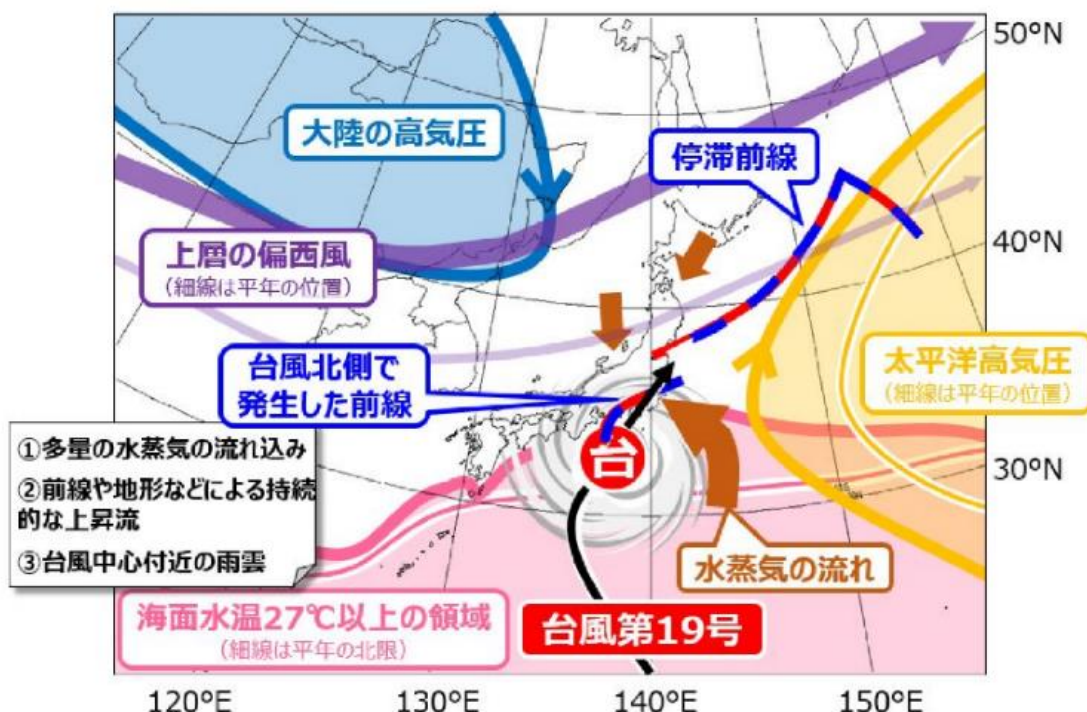 50°N
大陸の高気圧
停滞前線
上層の偏西風
(細線は平年の位置)
40°N
台風北側で
発生した前線
太平洋高気圧
(細線は平年の位置)
①多量の水蒸気の流れ込み
②前線や地形などによる持続
的な上昇流
③台風中心付近の雨雲
台
30°N
水蒸気の流れ
海面水温27℃以上の領域
(細線は平年の北限)
台風第19号
120°E
130°E
140°E
150°E